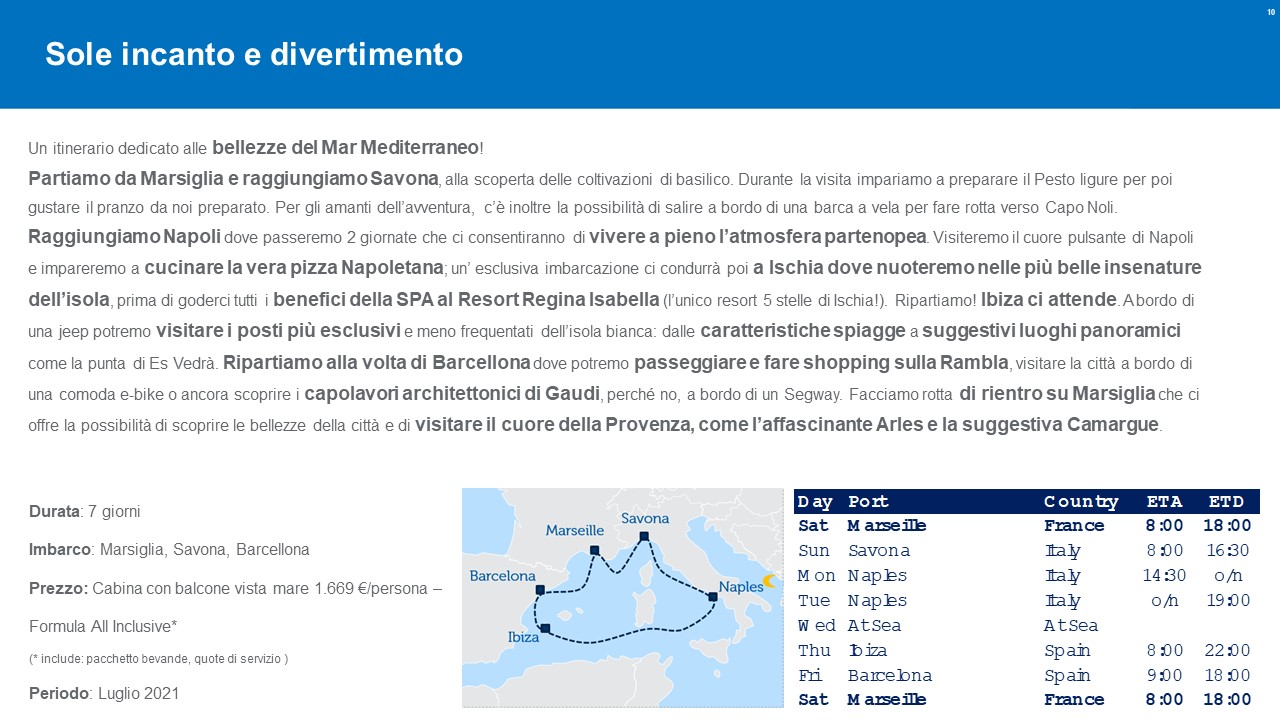 10
Sole incanto e divertimento
Un itinerario dedicato alle bellezze del Mar Mediterraneo!
Partiamo da Marsiglia e raggiungiamo Savona, alla scoperta delle coltivazioni di basilico. Durante la visita impariamo a preparare il Pesto ligure per poi
gustare il pranzo da noi preparato. Per gli amanti dell'avventura, c'è inoltre la possibilità di salire a bordo di una barca a vela per fare rotta verso Capo Noli.
Raggiungiamo Napoli dove passeremo 2 giornate che ci consentiranno di vivere a pieno l'atmosfera partenopea. Visiteremo il cuore pulsante di Napoli
e impareremo a cucinare la vera pizza Napoletana; un' esclusiva imbarcazione ci condurrà poi a Ischia dove nuoteremo nelle più belle insenature
dell'isola, prima di goderci tutti i benefici della SPA al Resort Regina Isabella (l'unico resort 5 stelle di Ischia!). Ripartiamo! Ibiza ci attende. A bordo di
una jeep potremo visitare i posti più esclusivi e meno frequentati dell'isola bianca: dalle caratteristiche spiagge a suggestivi luoghi panoramici
come la punta di Es Vedrà. Ripartiamo alla volta di Barcellona dove potremo passeggiare e fare shopping sulla Rambla, visitare la città a bordo di
una comoda e-bike o ancora scoprire i capolavori architettonici di Gaudi, perché no, a bordo di un Segway. Facciamo rotta di rientro su Marsiglia che ci
offre la possibilità di scoprire le bellezze della città e di visitare il cuore della Provenza, come l'affascinante Arles e la suggestiva Camargue.
Durata: 7 giorni
Imbarco: Marsiglia, Savona, Barcellona
Prezzo: Cabina con balcone vista mare 1.669 €/persona –
Formula All Inclusive*
(* include: pacchetto bevande, quote di servizio )
Periodo: Luglio 2021
Savona
Marseille
Barcelona
Naples
Ibiza
Day Port Country ETA ETD
Sat Marseille France 8:00 18:00
Sun Savona Italy 8:00 16:30
Mon Naples Italy 14:30 o/n
Tue Naples Italy o/n 19:00
Wed At Sea At Sea
Thu Ibiza Spain 8:00 22:00
Fri Barcelona Spain 9:00 18:00
Sat Marseille France 8:00 18:00